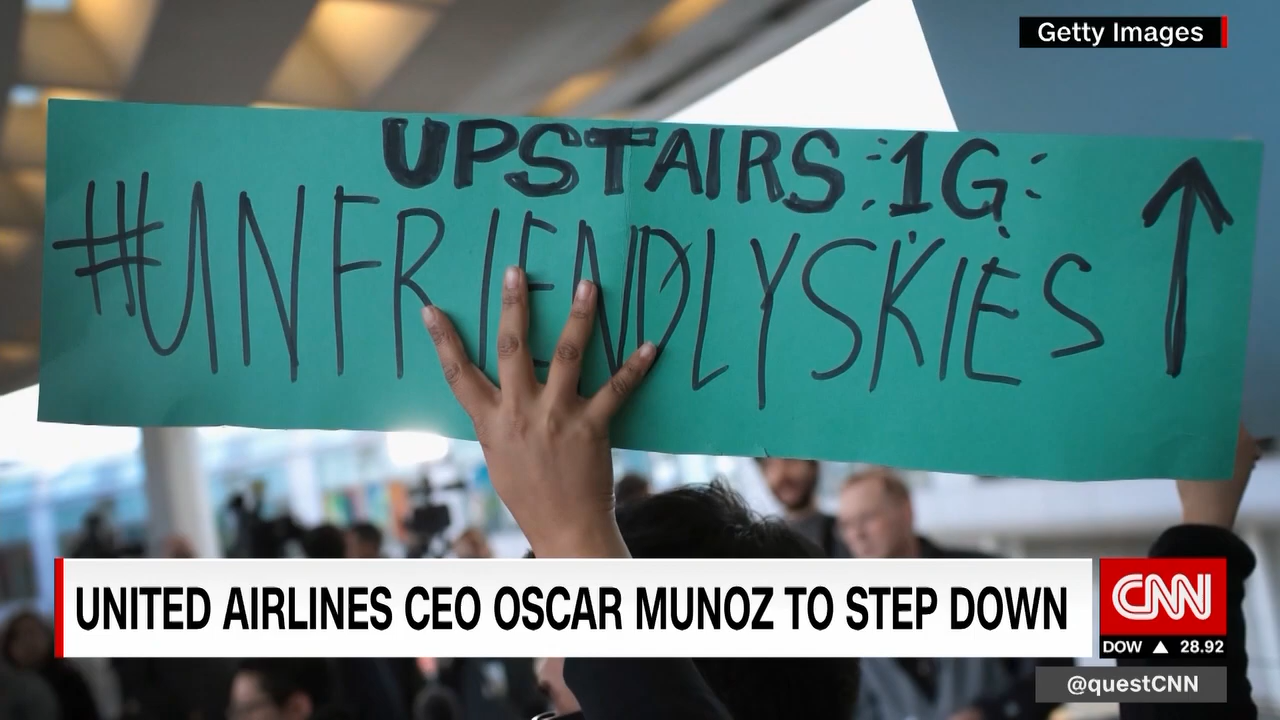 Getty Images
UPSTAIRS :1G:
#UNFRIENDLYSKIES
UNITED AIRLINES CEO OSCAR MUNOZ TO STEP DOWN
CNN
DOW ▲ 28.92
@questCNN